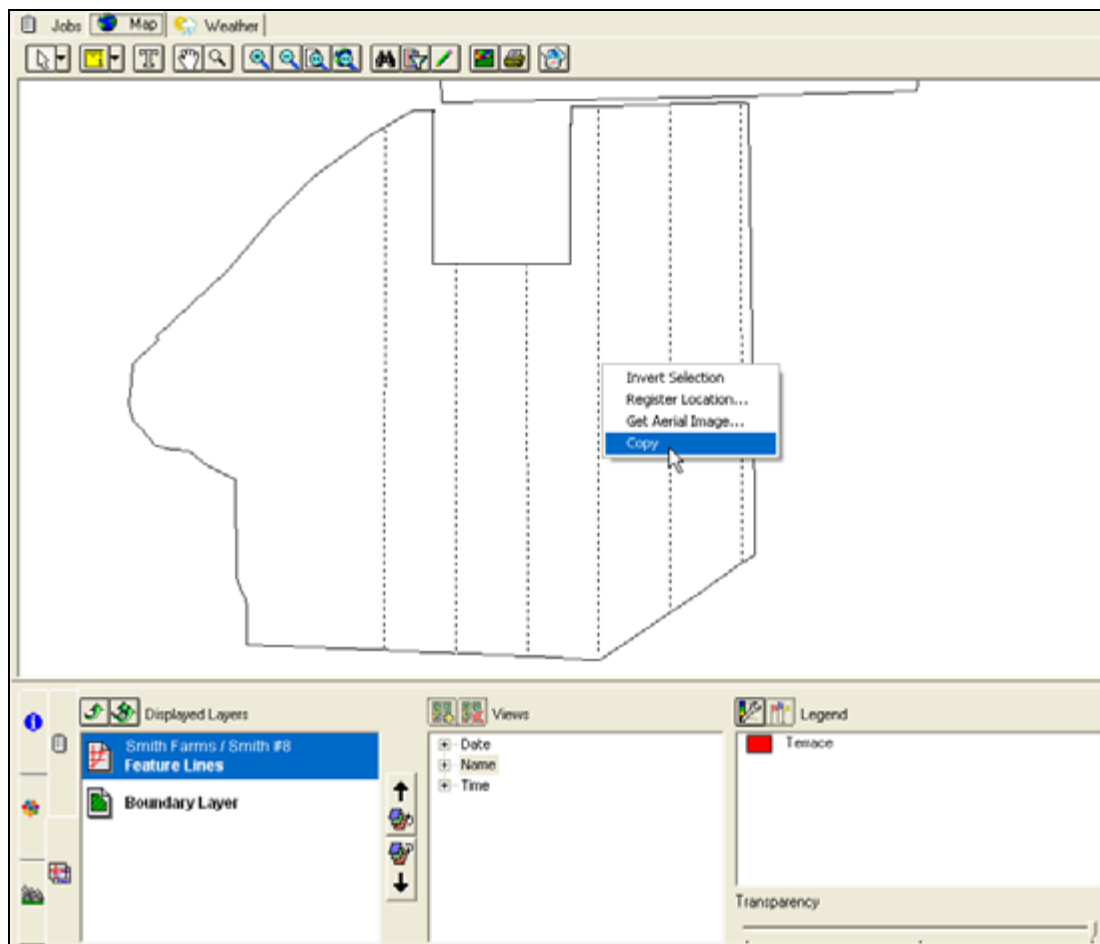 Jobs Map Weather
T
Invert Selection
Register Location...
Get Aerial Image...
Copy
Displayed Layers
Smith Farms / Smith #8
Feature Lines
Boundary Layer
Views
Date
Name
Time
Legend
Terrace
Transparency